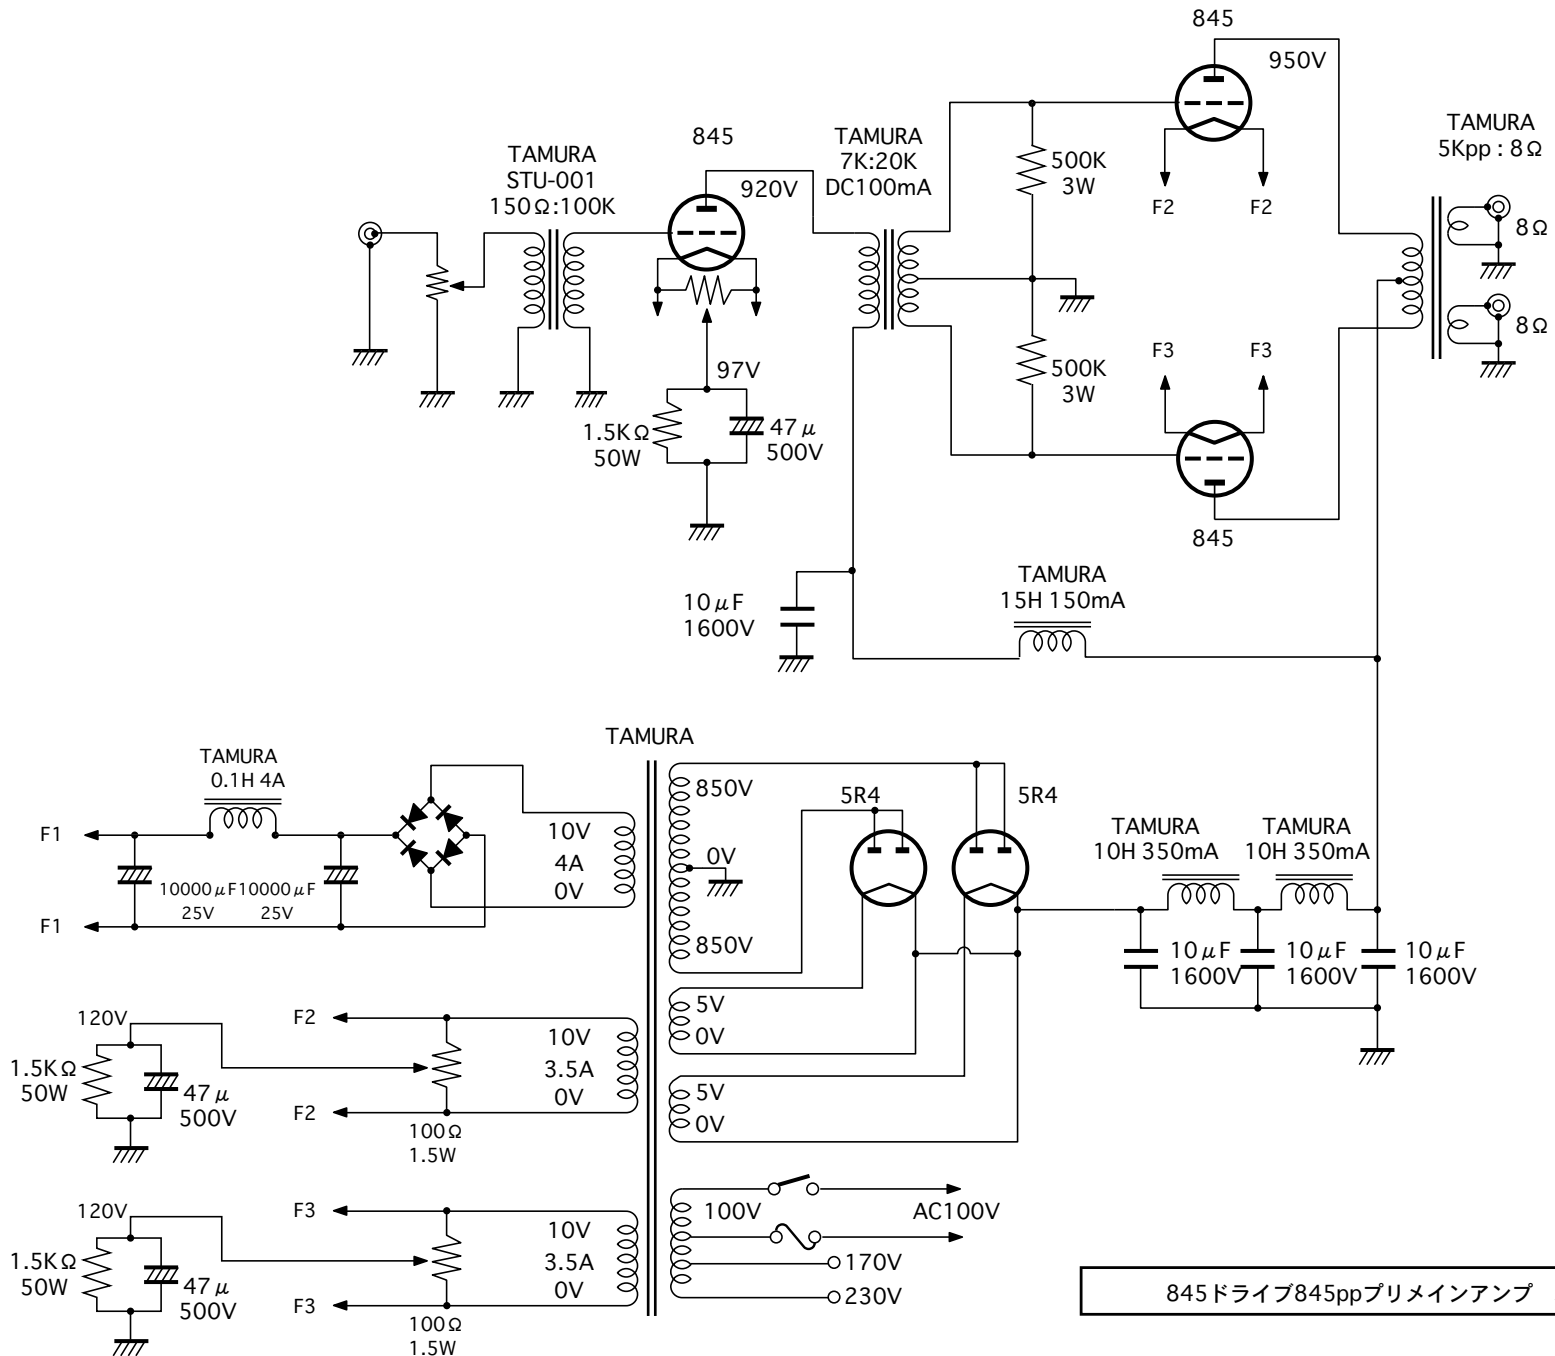 845
950V
TAMURA
5Kpp : 8Ω
845
TAMURA
STU-001
150Ω:100K
920V
TAMURA
7K:20K
DC100mA
500K
3W
F2
F2
8Ω
8Ω
97V
1.5KΩ
50W
47μ
500V
500K
3W
F3
F3
845
10μF
1600V
TAMURA
15H 150mA
TAMURA
TAMURA
0.1H 4A
F1
F1
10000μF
25V
10000μF
25V
10V
4A
0V
850V
0V
850V
5R4
5R4
TAMURA
10H 350mA
TAMURA
10H 350mA
10μF
1600V
10μF
1600V
10μF
1600V
5V
0V
5V
0V
120V
1.5KΩ
50W
47μ
500V
F2
F2
100Ω
1.5W
10V
3.5A
0V
120V
1.5KΩ
50W
47μ
500V
F3
F3
100Ω
1.5W
10V
3.5A
0V
100V
AC100V
170V
230V
845ドライブ845ppプリメインアンプ